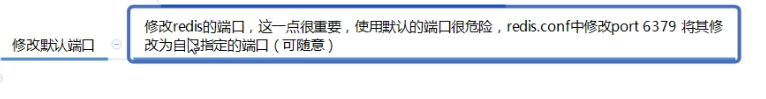 修改默认端口
修改redis的端口，这一点很重要，使用默认的端口很危险，redis.conf中修改port 6379 将其修
改为自己指定的端口（可随意）